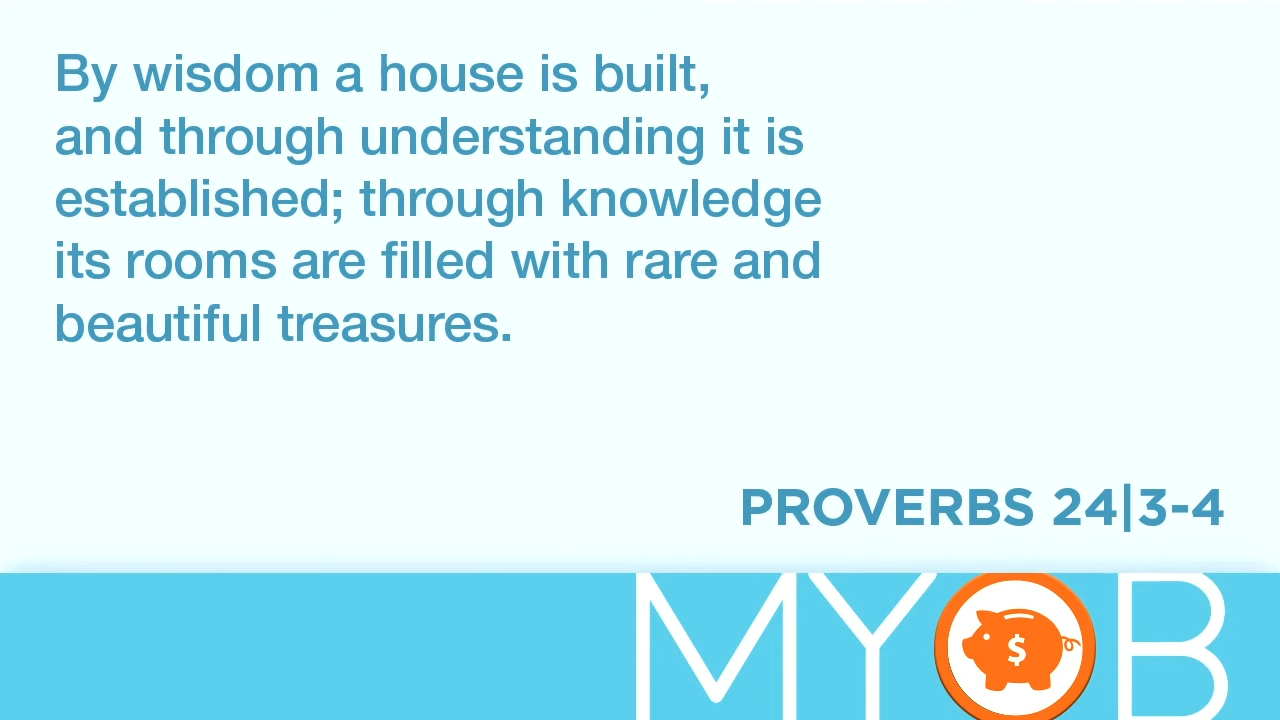 By wisdom a house is built,
and through understanding it is
established; through knowledge
its rooms are filled with rare and
beautiful treasures.
PROVERBS 24|3-4
MYOB
$